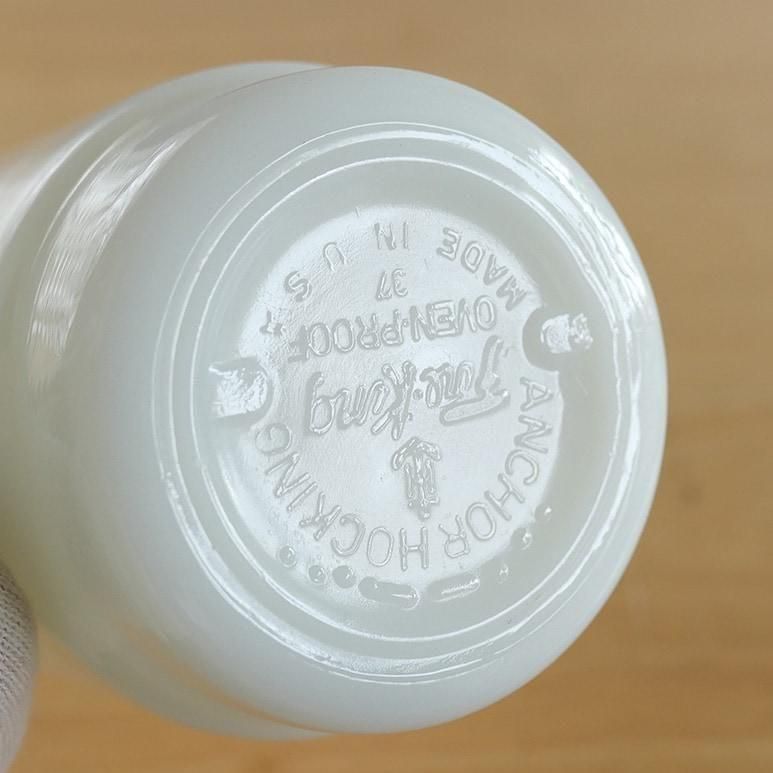 ANCHOR HOCKING
Fire-King
OVEN-PROOF
37
MADE IN U S A